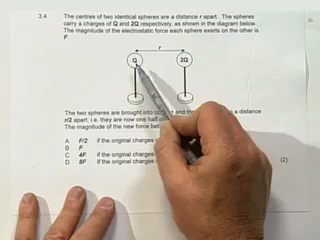 3.4 The centres of two identical spheres are a distance r apart. The spheres
carry a charges of Q and 2Q respectively, as shown in the diagram below.
The magnitude of the electrostatic force each sphere exerts on the other is
F.
r
Q 2Q
The two spheres are brought into a distance
r/2 apart, i.e. they are now one half
The magnitude of the new force
A F/2 if the original charges
B F
C 4F if the original charges
D 8F if the original charges
(2)